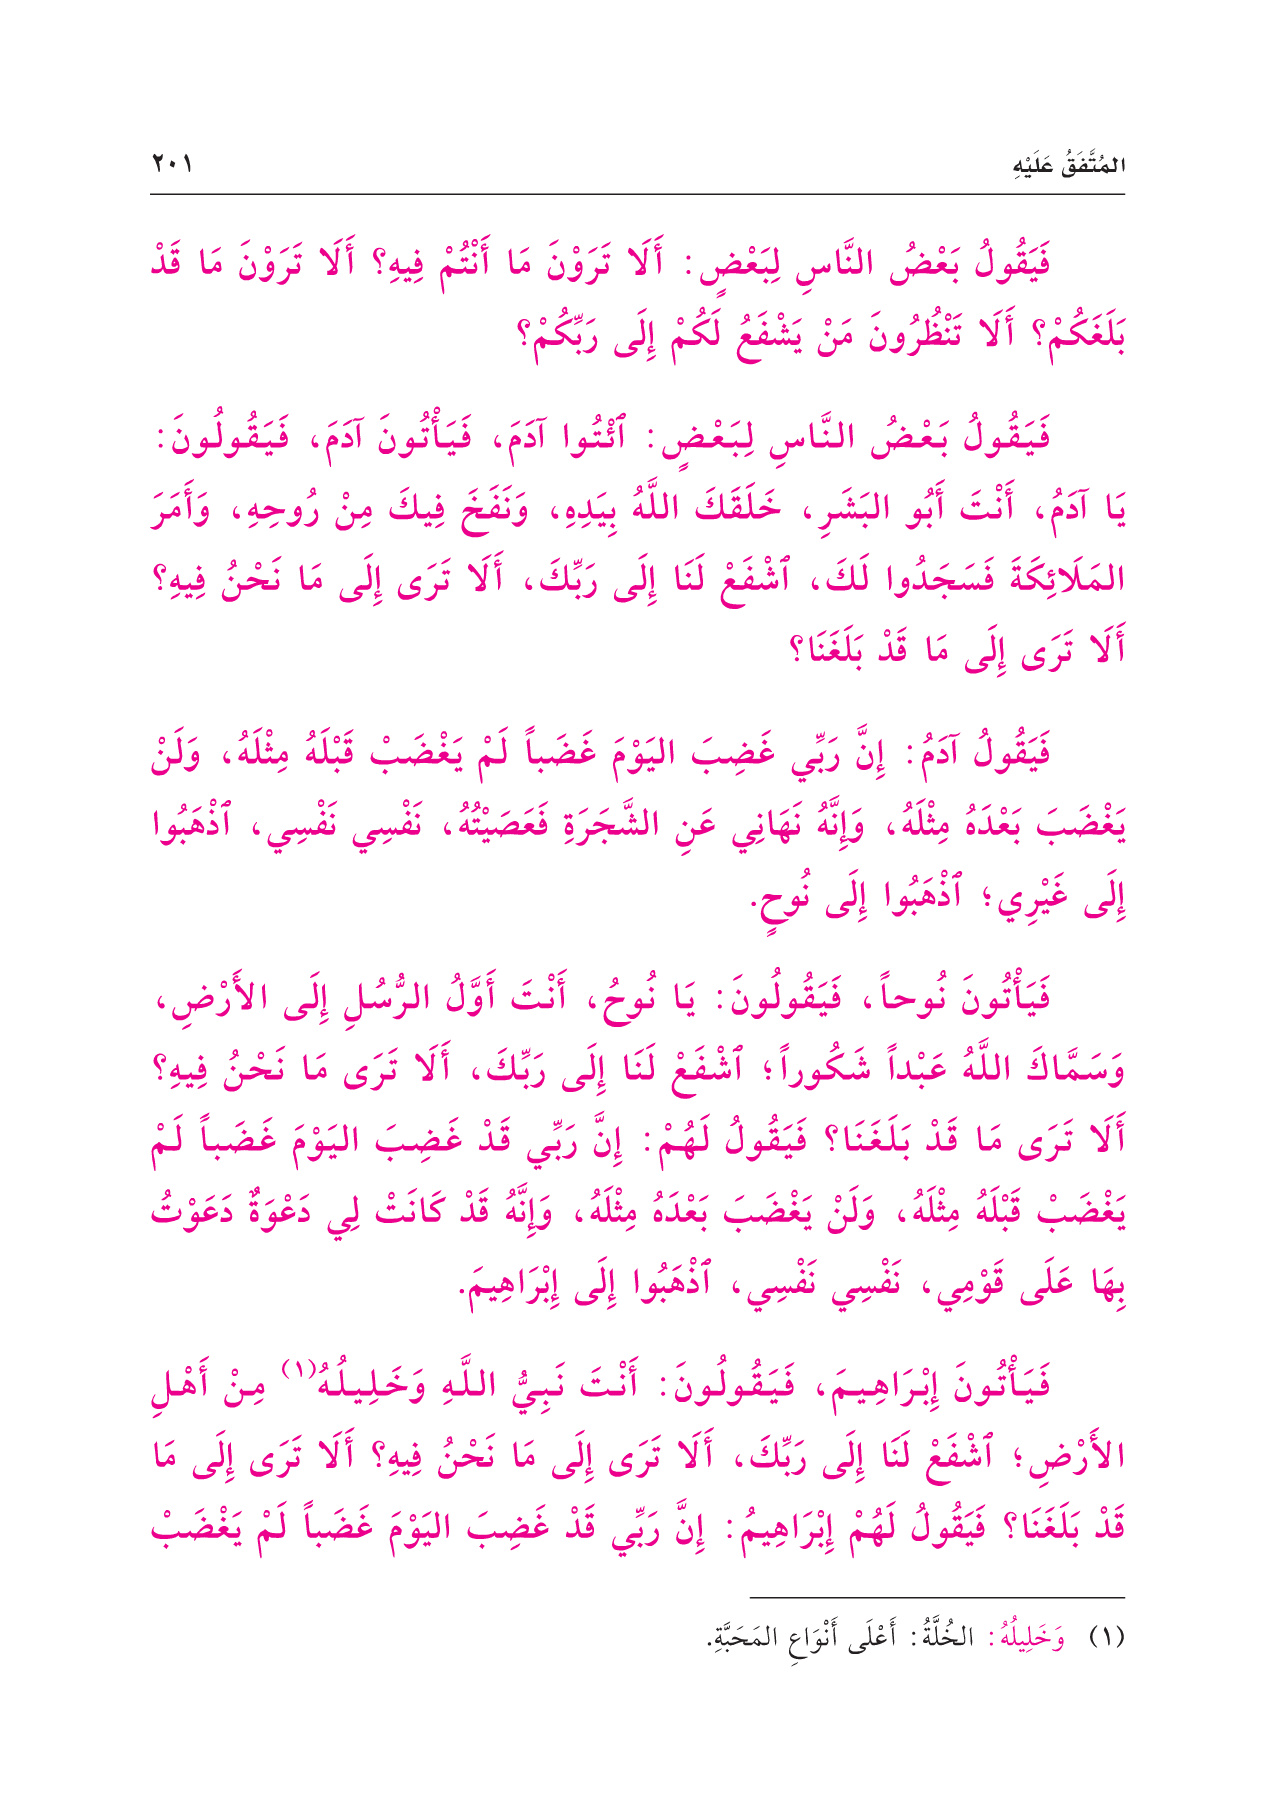 المُتَّفَقُ عَلَيْهِ ٢٠١
فَيَقُولُ بَعْضُ النَّاسِ لِبَعْضٍ: أَلَا تَرَوْنَ مَا أَنْتُمْ فِيهِ؟ أَلَا تَرَوْنَ مَا قَدْ
بَلَغَكُمْ؟ أَلَا تَنْظُرُونَ مَنْ يَشْفَعُ لَكُمْ إِلَى رَبِّكُمْ؟
فَيَقُولُ بَعْضُ النَّاسِ لِبَعْضٍ: ٱئْتُوا آدَمَ، فَيَأْتُونَ آدَمَ، فَيَقُولُونَ:
يَا آدَمُ، أَنْتَ أَبُو البَشَرِ، خَلَقَكَ اللَّهُ بِيَدِهِ، وَنَفَخَ فِيكَ مِنْ رُوحِهِ، وَأَمَرَ
المَلَائِكَةَ فَسَجَدُوا لَكَ، ٱشْفَعْ لَنَا إِلَى رَبِّكَ، أَلَا تَرَى إِلَى مَا نَحْنُ فِيهِ؟
أَلَا تَرَى إِلَى مَا قَدْ بَلَغَنَا؟
فَيَقُولُ آدَمُ: إِنَّ رَبِّي غَضِبَ اليَوْمَ غَضَباً لَمْ يَغْضَبْ قَبْلَهُ مِثْلَهُ، وَلَنْ
يَغْضَبَ بَعْدَهُ مِثْلَهُ، وَإِنَّهُ نَهَانِي عَنِ الشَّجَرَةِ فَعَصَيْتُهُ، نَفْسِي نَفْسِي، ٱذْهَبُوا
إِلَى غَيْرِي؛ ٱذْهَبُوا إِلَى نُوحٍ.
فَيَأْتُونَ نُوحاً، فَيَقُولُونَ: يَا نُوحُ، أَنْتَ أَوَّلُ الرُّسُلِ إِلَى الأَرْضِ،
وَسَمَّاكَ اللَّهُ عَبْداً شَكُوراً؛ ٱشْفَعْ لَنَا إِلَى رَبِّكَ، أَلَا تَرَى مَا نَحْنُ فِيهِ؟
أَلَا تَرَى مَا قَدْ بَلَغَنَا؟ فَيَقُولُ لَهُمْ: إِنَّ رَبِّي قَدْ غَضِبَ اليَوْمَ غَضَباً لَمْ
يَغْضَبْ قَبْلَهُ مِثْلَهُ، وَلَنْ يَغْضَبَ بَعْدَهُ مِثْلَهُ، وَإِنَّهُ قَدْ كَانَتْ لِي دَعْوَةٌ دَعَوْتُ
بِهَا عَلَى قَوْمِي، نَفْسِي نَفْسِي، ٱذْهَبُوا إِلَى إِبْرَاهِيمَ.
فَيَأْتُونَ إِبْرَاهِيمَ، فَيَقُولُونَ: أَنْتَ نَبِيُّ اللَّهِ وَخَلِيلُهُ(١) مِنْ أَهْلِ
الأَرْضِ؛ ٱشْفَعْ لَنَا إِلَى رَبِّكَ، أَلَا تَرَى إِلَى مَا نَحْنُ فِيهِ؟ أَلَا تَرَى إِلَى مَا
قَدْ بَلَغَنَا؟ فَيَقُولُ لَهُمْ إِبْرَاهِيمُ: إِنَّ رَبِّي قَدْ غَضِبَ اليَوْمَ غَضَباً لَمْ يَغْضَبْ
(١) وَخَلِيلُهُ: الخُلَّةُ: أَعْلَى أَنْوَاعِ المَحَبَّةِ.